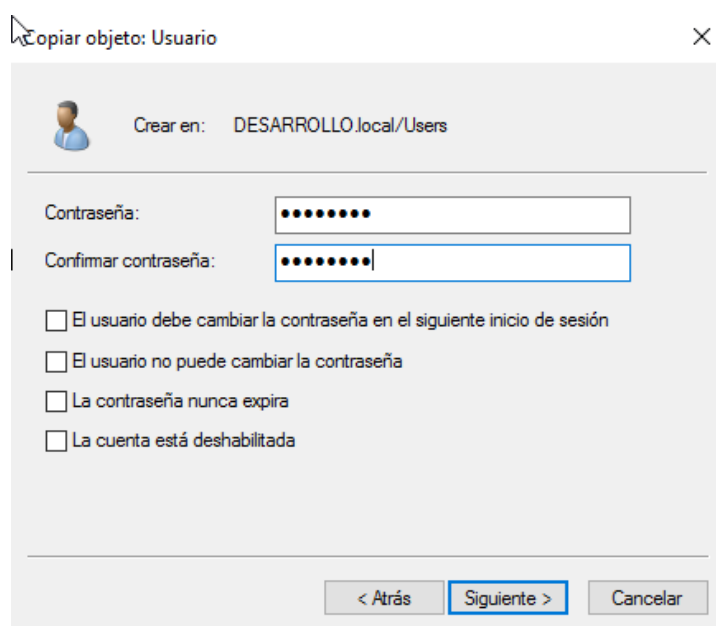 Copiar objeto: Usuario
Crear en: DESARROLLO.local/Users
Contraseña: ●●●●●●●●
Confirmar contraseña: ●●●●●●●●
El usuario debe cambiar la contraseña en el siguiente inicio de sesión
El usuario no puede cambiar la contraseña
La contraseña nunca expira
La cuenta está deshabilitada
< Atrás Siguiente > Cancelar